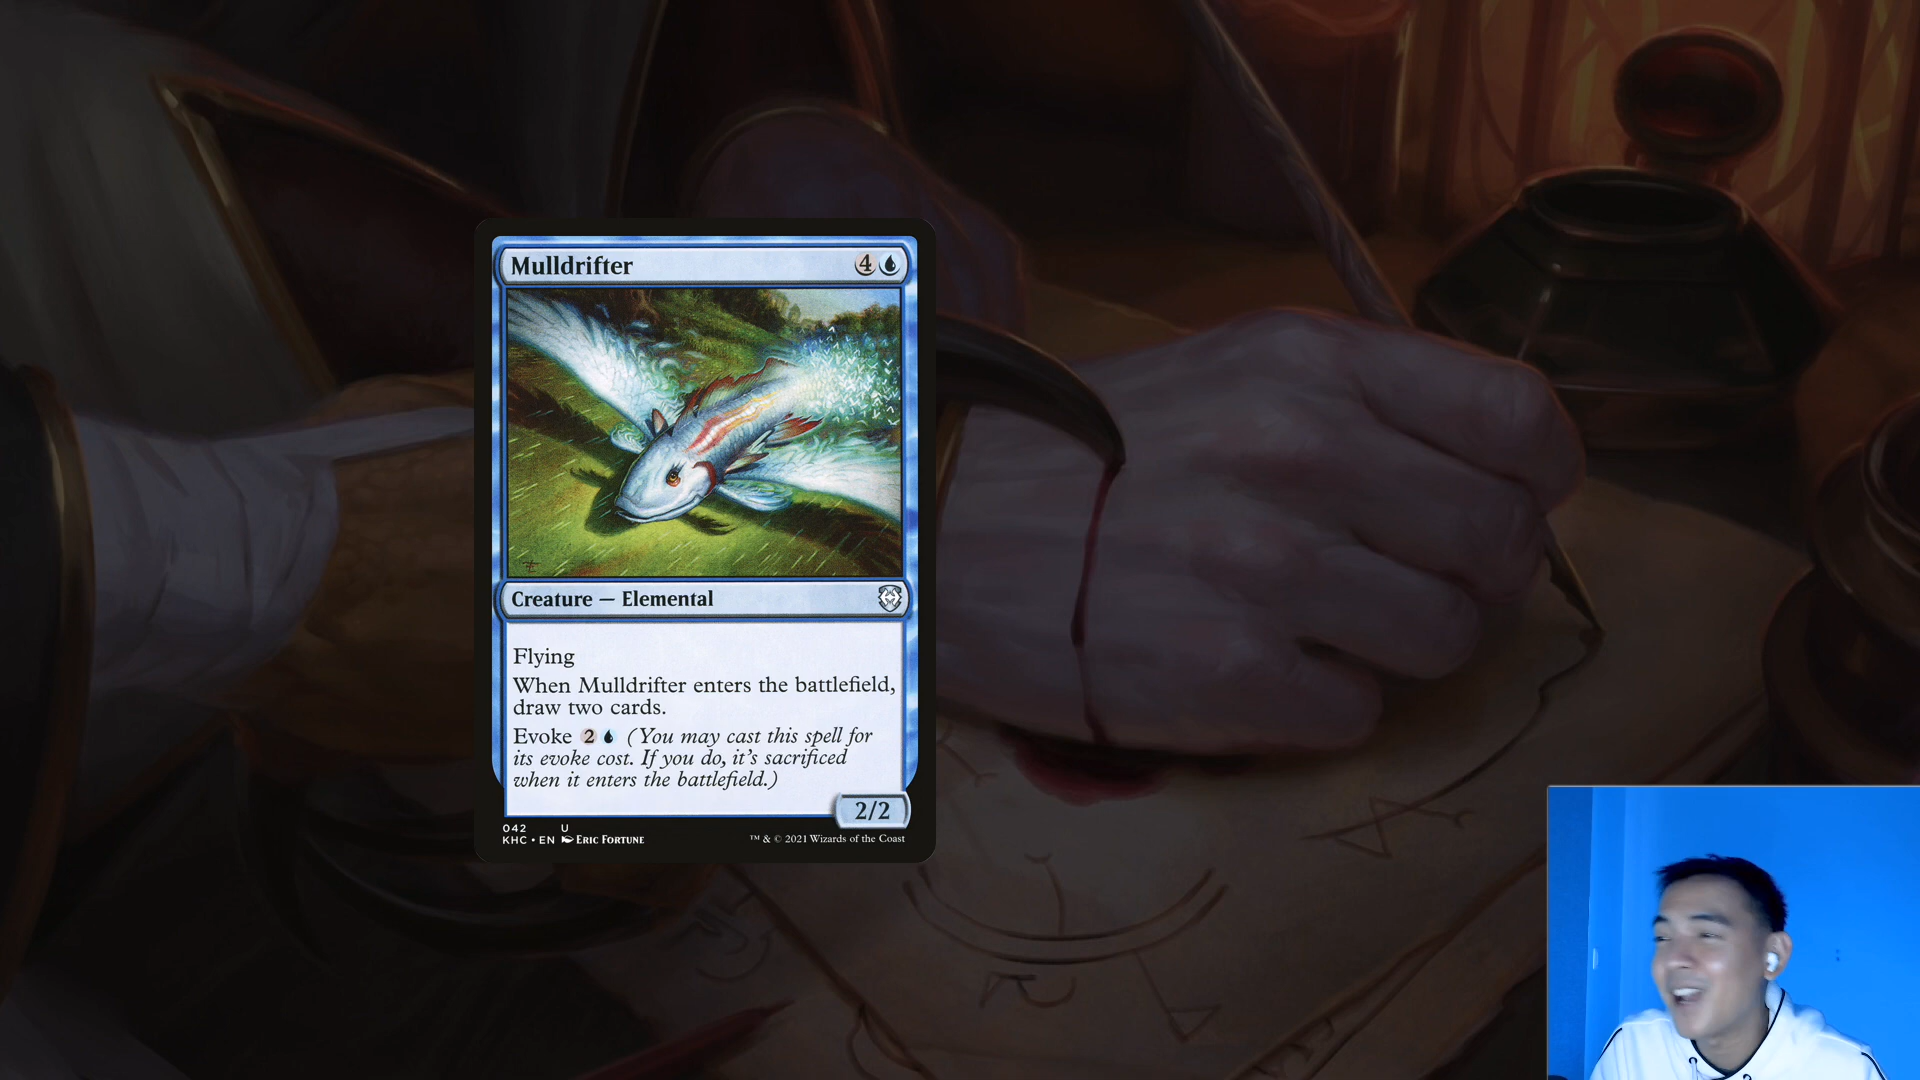 Mulldrifter 4
Creature — Elemental
Flying
When Mulldrifter enters the battlefield,
draw two cards.
Evoke 2 (You may cast this spell for
its evoke cost. If you do, it's sacrificed
when it enters the battlefield.)
2/2
042 U
KHC • EN Eric Fortune
™ & © 2021 Wizards of the Coast